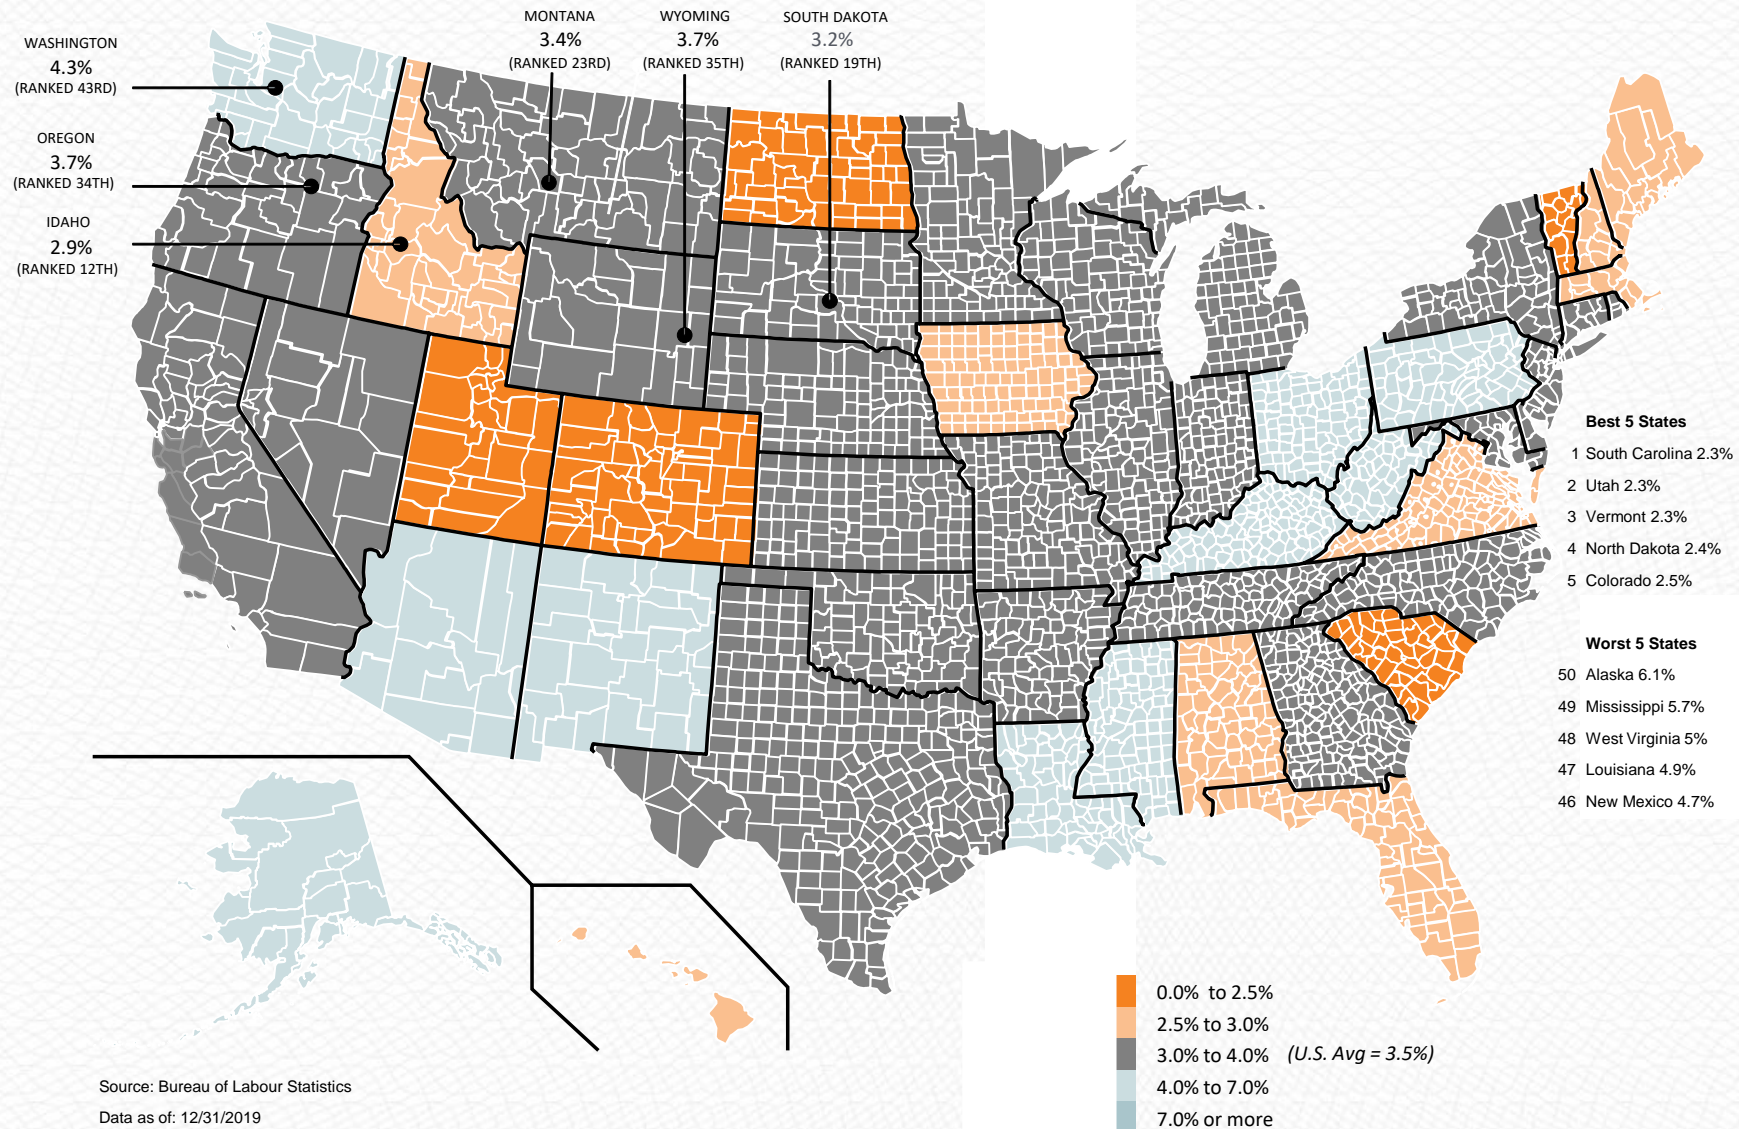 MONTANA
3.4%
(RANKED 23RD)
WYOMING
3.7%
(RANKED 35TH)
SOUTH DAKOTA
3.2%
(RANKED 19TH)
WASHINGTON
4.3%
(RANKED 43RD)
OREGON
3.7%
(RANKED 34TH)
IDAHO
2.9%
(RANKED 12TH)
Best 5 States
1 South Carolina 2.3%
2 Utah 2.3%
3 Vermont 2.3%
4 North Dakota 2.4%
5 Colorado 2.5%
Worst 5 States
50 Alaska 6.1%
49 Mississippi 5.7%
48 West Virginia 5%
47 Louisiana 4.9%
46 New Mexico 4.7%
0.0% to 2.5%
2.5% to 3.0%
3.0% to 4.0% (U.S. Avg = 3.5%)
4.0% to 7.0%
7.0% or more
Source: Bureau of Labour Statistics
Data as of: 12/31/2019